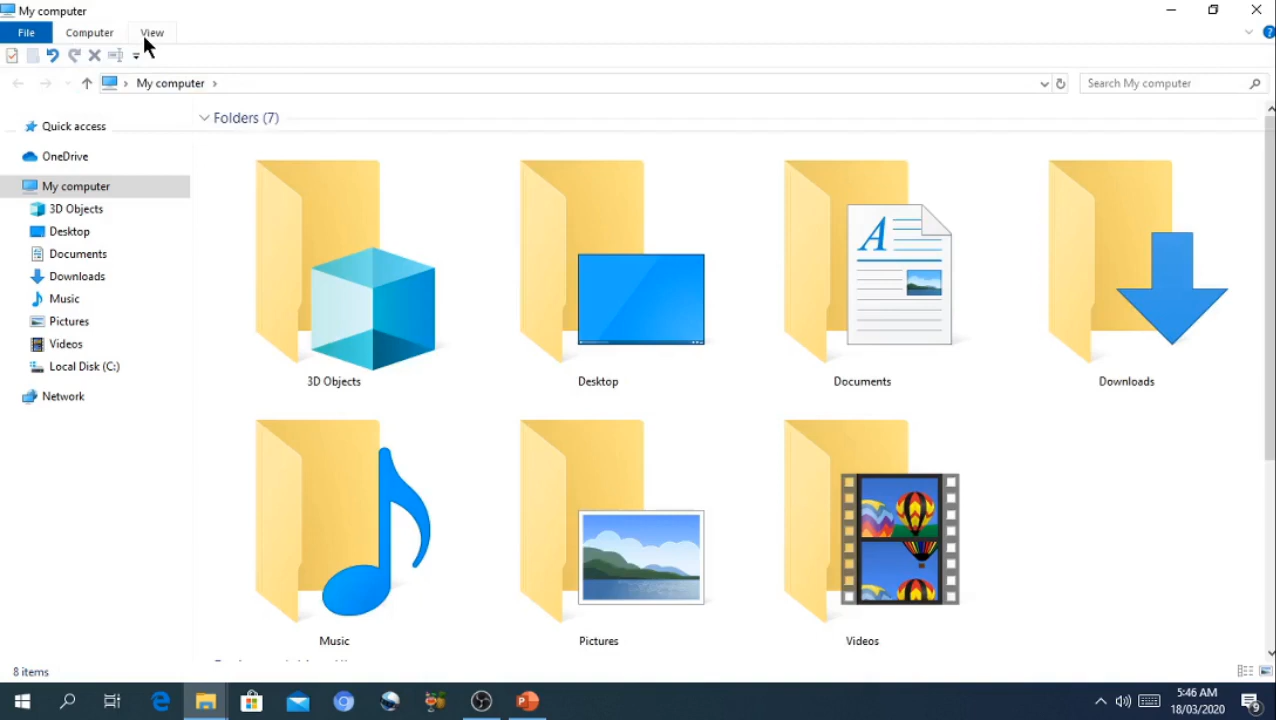 My computer
File Computer View
My computer
Search My computer
Quick access
OneDrive
My computer
3D Objects
Desktop
Documents
Downloads
Music
Pictures
Videos
Local Disk (C:)
Network
Folders (7)
3D Objects Desktop Documents Downloads
Music Pictures Videos
8 items
5:46 AM
18/03/2020
9